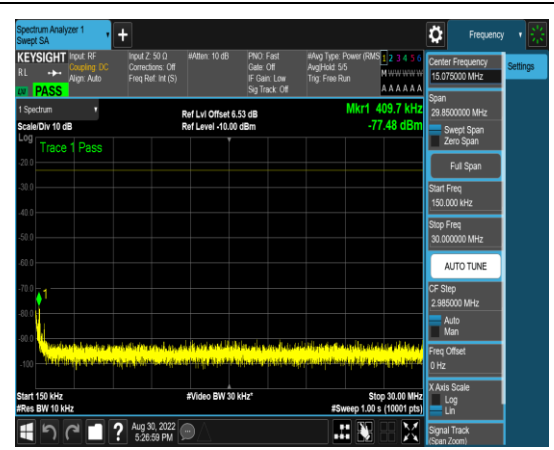 Spectrum Analyzer 1
Swept SA
+
Frequency
KEYSIGHT
RL
LXI
PASS
Input: RF
Coupling: DC
Align: Auto
Input Z: 50 Ω
Corrections: Off
Freq Ref: Int (S)
#Atten: 10 dB
PNO: Fast
Gate: Off
IF Gain: Low
Sig Track: Off
#Avg Type: Power (RMS
Avg|Hold: 5/5
Trig: Free Run
1 2 3 4 5 6
M W W W W W
A A A A A A
1 Spectrum
Scale/Div 10 dB
Ref Lvl Offset 6.53 dB
Ref Level -10.00 dBm
Mkr1 409.7 kHz
-77.48 dBm
Log
Trace 1 Pass
-20.0
-30.0
-40.0
-50.0
-60.0
-70.0
-80.0
-90.0
-100
1
Start 150 kHz
#Res BW 10 kHz
#Video BW 30 kHz*
Stop 30.00 MHz
#Sweep 1.00 s (10001 pts)
?
Aug 30, 2022
5:26:59 PM
Center Frequency
15.075000 MHz
Span
29.8500000 MHz
Swept Span
Zero Span
Full Span
Start Freq
150.000 kHz
Stop Freq
30.000000 MHz
AUTO TUNE
CF Step
2.985000 MHz
Auto
Man
Freq Offset
0 Hz
X Axis Scale
Log
Lin
Signal Track
(Span Zoom)
Settings